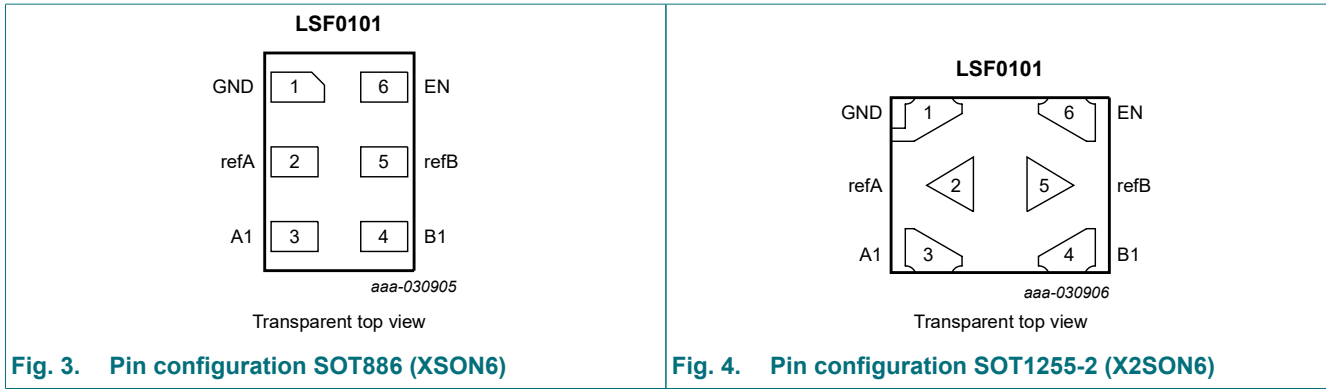 LSF0101
GND 1 6 EN
refA 2 5 refB
A1 3 4 B1
aaa-030905
Transparent top view
Fig. 3. Pin configuration SOT886 (XSON6)
LSF0101
GND 1 6 EN
refA 2 5 refB
A1 3 4 B1
aaa-030906
Transparent top view
Fig. 4. Pin configuration SOT1255-2 (X2SON6)